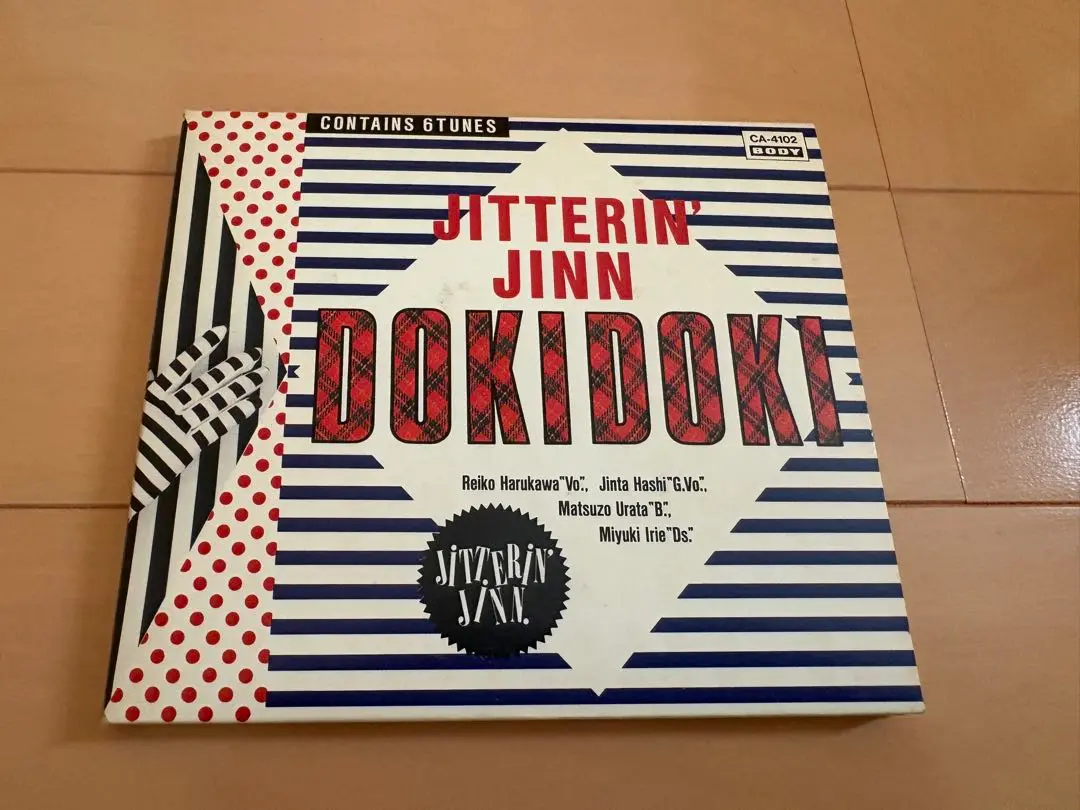 CONTAINS 6TUNES
CA-4102
BODY
JITTERIN'
JINN
DOKIDOKI
Reiko Harukawa"Vo.", Jinta Hashi"G.Vo.",
Matsuzo Urata"B.",
Miyuki Irie"Ds."
JITTERIN'
JINN.